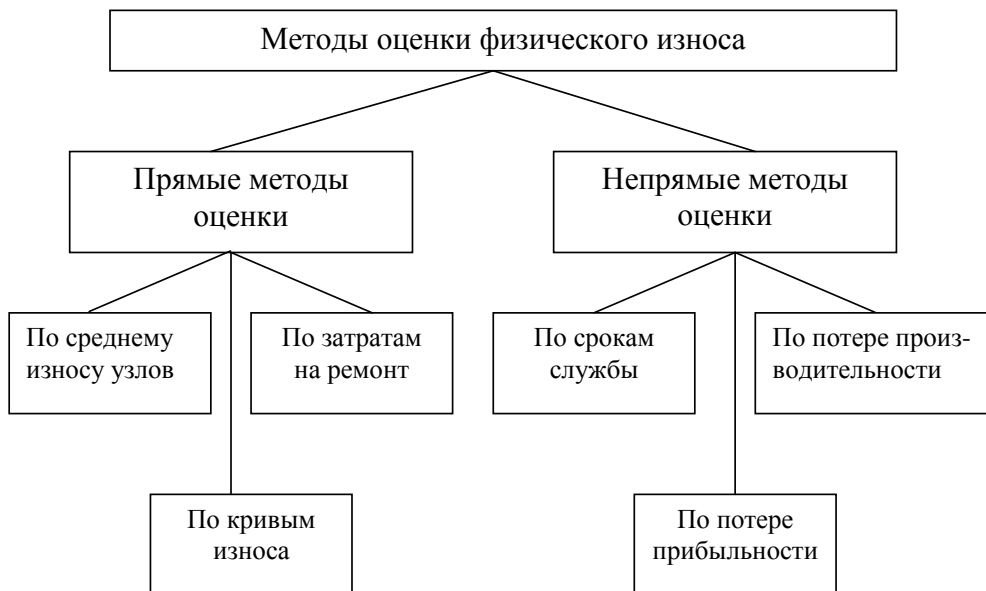 Методы оценки физического износа
Прямые методы
оценки
Непрямые методы
оценки
По среднему
износу узлов
По затратам
на ремонт
По срокам
службы
По потере произ-
водительности
По кривым
износа
По потере
прибыльности